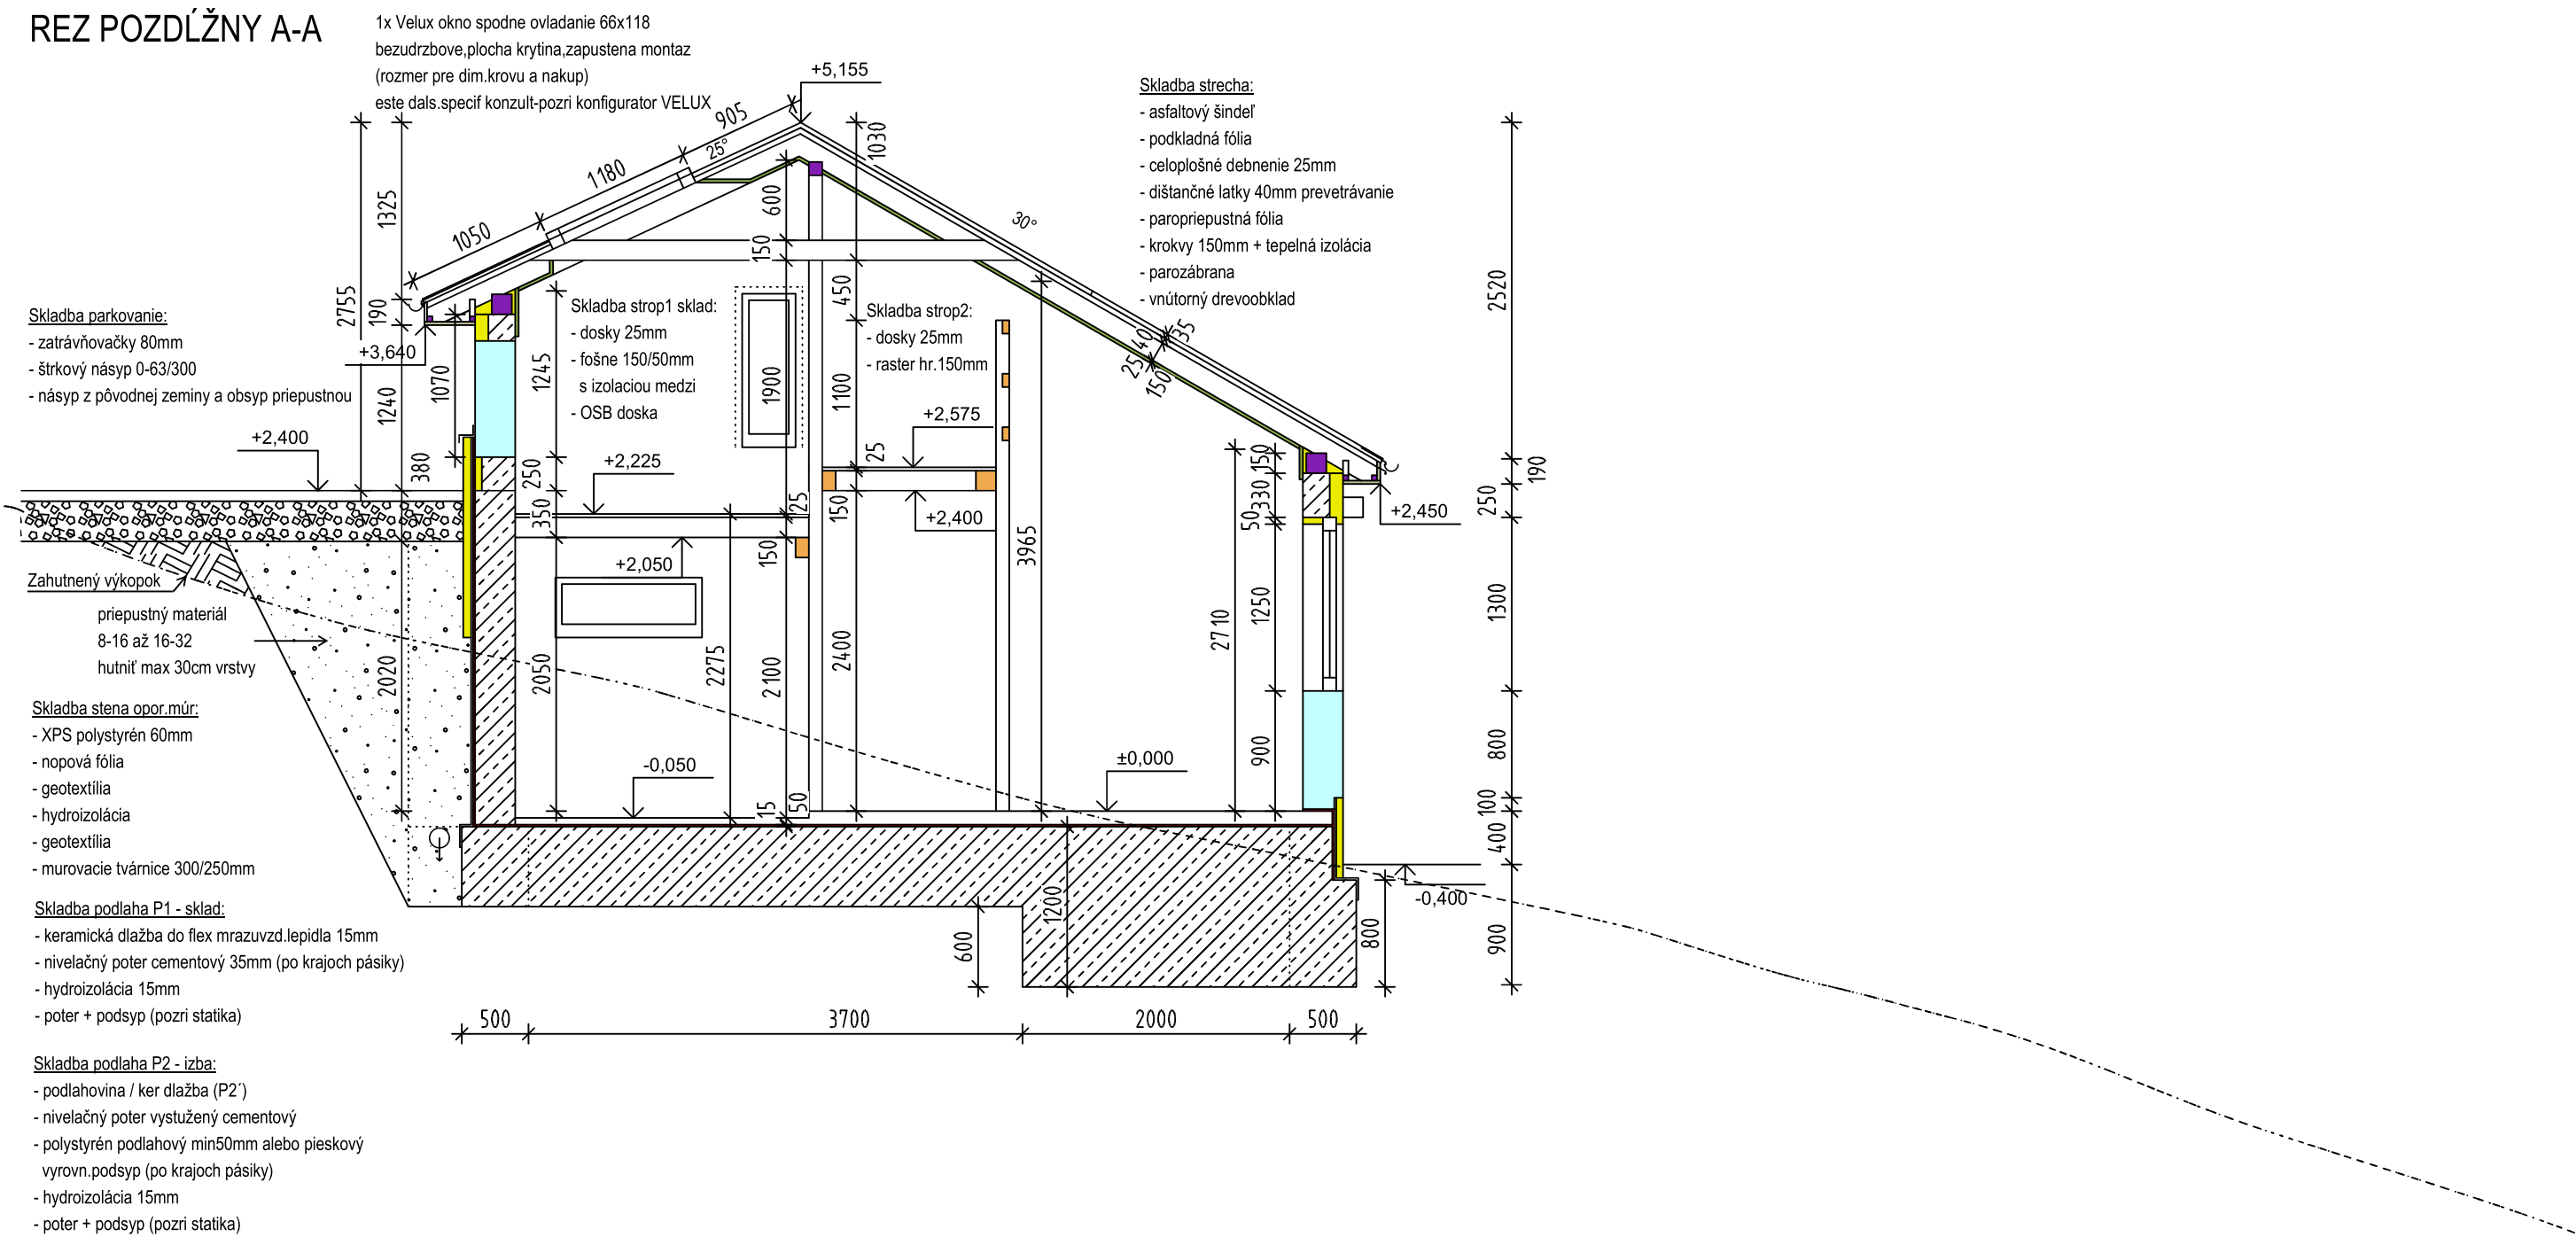 REZ POZDĹŽNY A-A
1x Velux okno spodne ovladanie 66x118
bezudrzbove,plocha krytina,zapustena montaz
(rozmer pre dim.krovu a nakup)
este dals.specif konzult-pozri konfigurator VELUX
Skladba strecha:
- asfaltový šindeľ
- podkladná fólia
- celoplošné debnenie 25mm
- dištančné latky 40mm prevetrávanie
- paropriepustná fólia
- krokvy 150mm + tepelná izolácia
- parozábrana
- vnútorný drevoobklad
Skladba parkovanie:
- zatrávňovačky 80mm
- štrkový násyp 0-63/300
- násyp z pôvodnej zeminy a obsyp priepustnou
Skladba strop1 sklad:
- dosky 25mm
- fošne 150/50mm
s izolaciou medzi
- OSB doska
Skladba strop2:
- dosky 25mm
- raster hr.150mm
Zahutnený výkopok
priepustný materiál
8-16 až 16-32
hutniť max 30cm vrstvy
Skladba stena opor.múr:
- XPS polystyrén 60mm
- nopová fólia
- geotextília
- hydroizolácia
- geotextília
- murovacie tvárnice 300/250mm
Skladba podlaha P1 - sklad:
- keramická dlažba do flex mrazuvzd.lepidla 15mm
- nivelačný poter cementový 35mm (po krajoch pásiky)
- hydroizolácia 15mm
- poter + podsyp (pozri statika)
Skladba podlaha P2 - izba:
- podlahovina / ker dlažba (P2´)
- nivelačný poter vystužený cementový
- polystyrén podlahový min50mm alebo pieskový
vyrovn.podsyp (po krajoch pásiky)
- hydroizolácia 15mm
- poter + podsyp (pozri statika)
+5,155
905
1180
1050
25°
30°
+3,640
+2,400
+2,225
+2,050
+2,575
+2,400
-0,050
±0,000
+2,450
-0,400
2755
1325
190
1240
380
2020
1070
1245
250
350
2050
2275
600
150
1900
25
150
2100
15
50
1030
450
1100
25
150
2400
3965
25
40
35
150
2710
150
330
50
1250
900
2520
190
250
1300
800
100
400
900
1200
600
800
500
3700
2000
500